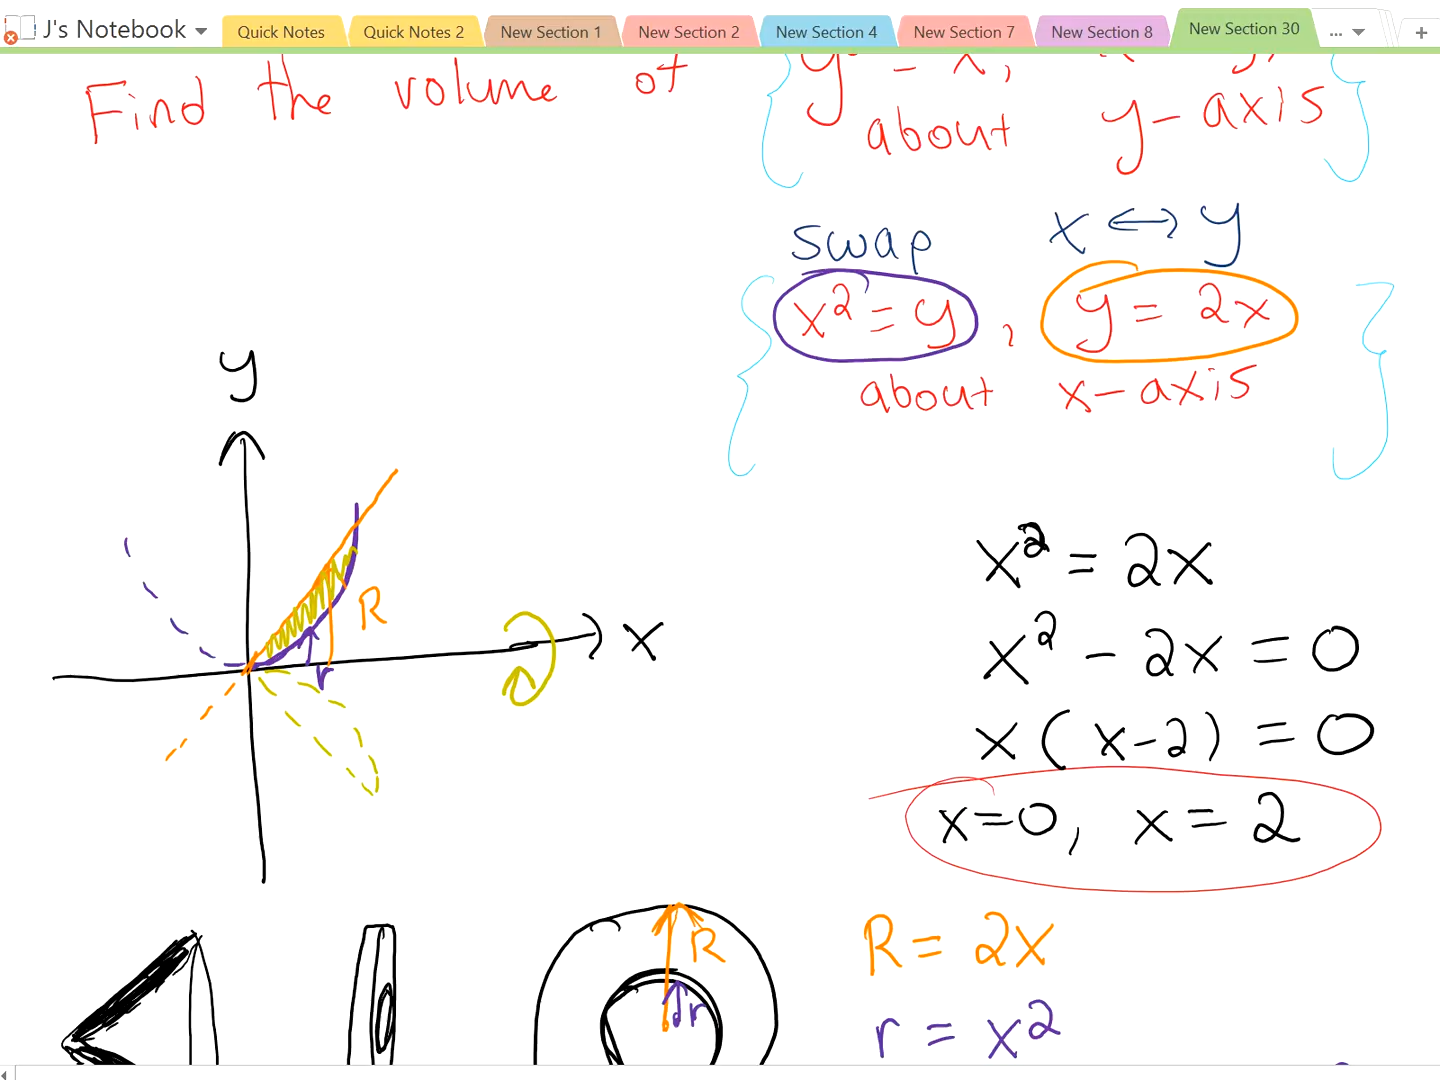 J's Notebook Quick Notes Quick Notes 2 New Section 1 New Section 2 New Section 4 New Section 7 New Section 8 New Section 30 ... +
Find the volume of
about y-axis
swap x ↔ y
x² = y, y = 2x
about x-axis
y
x
R
r
x² = 2x
x² - 2x = 0
x(x-2) = 0
x=0, x=2
R
r
R = 2x
r = x²